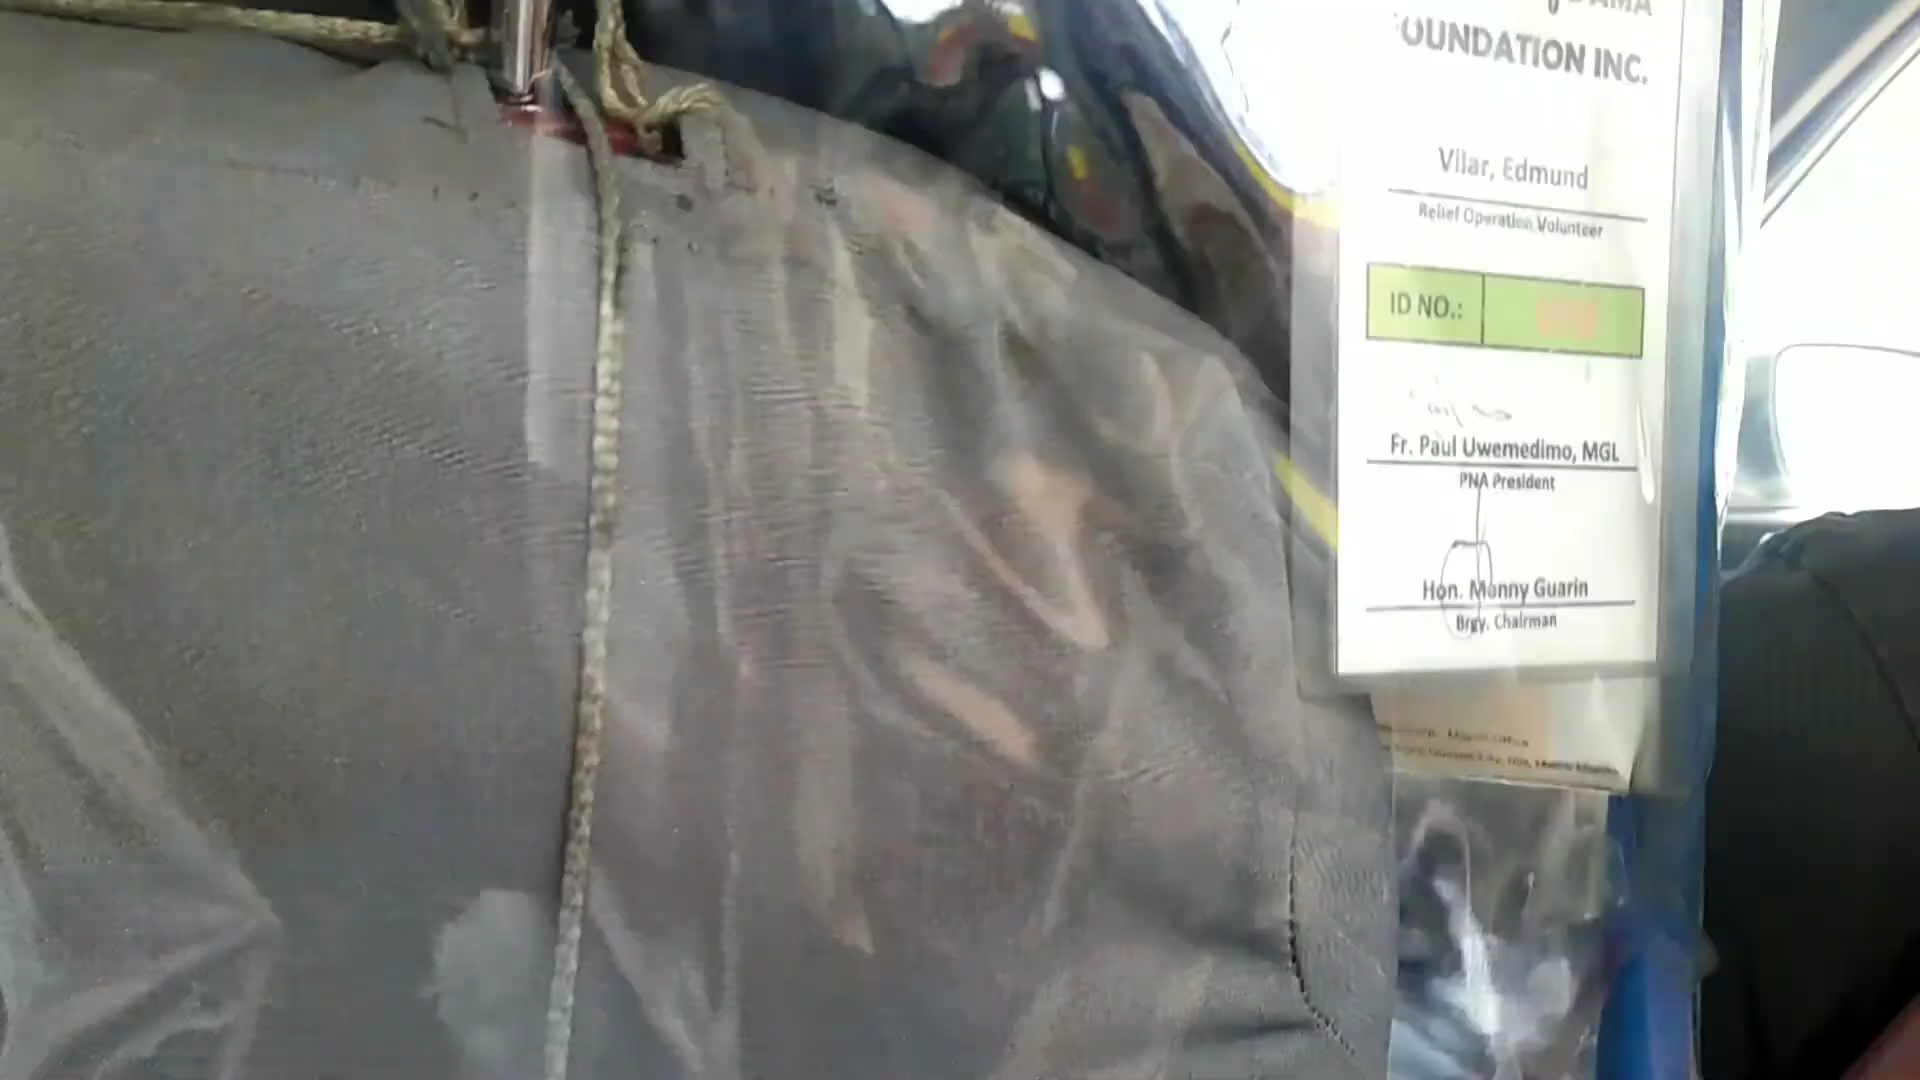 OUNDATION INC.
Vilar, Edmund
Relief Operation Volunteer
ID NO.:
Fr. Paul Uwemedimo, MGL
PNA President
Hon. Manny Guarin
Brgy. Chairman